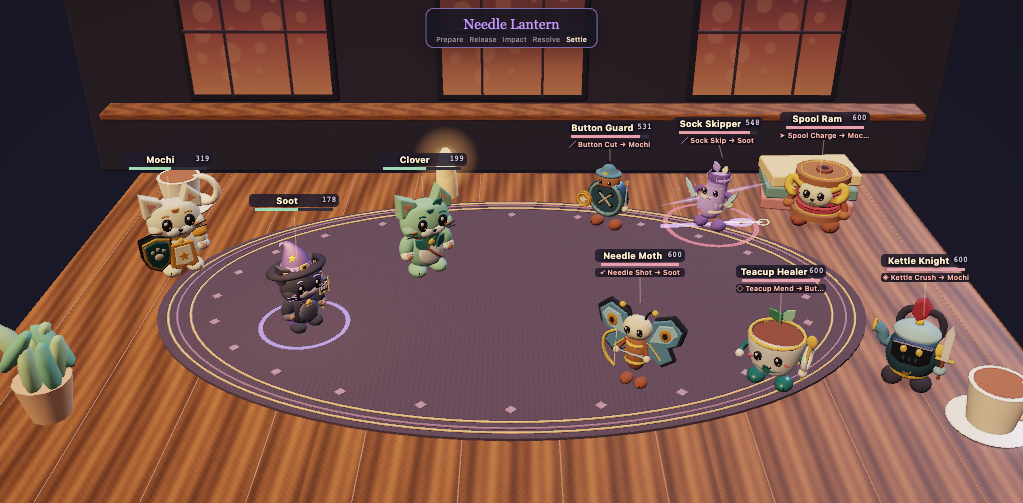 Needle Lantern
Prepare Release Impact Resolve Settle
Mochi 319
Soot 178
Clover 199
Button Guard 531
Button Cut → Mochi
Sock Skipper 548
Sock Skip → Soot
Spool Ram 600
Spool Charge → Moc...
Needle Moth 600
Needle Shot → Soot
Teacup Healer 600
Teacup Mend → But...
Kettle Knight 600
Kettle Crush → Mochi